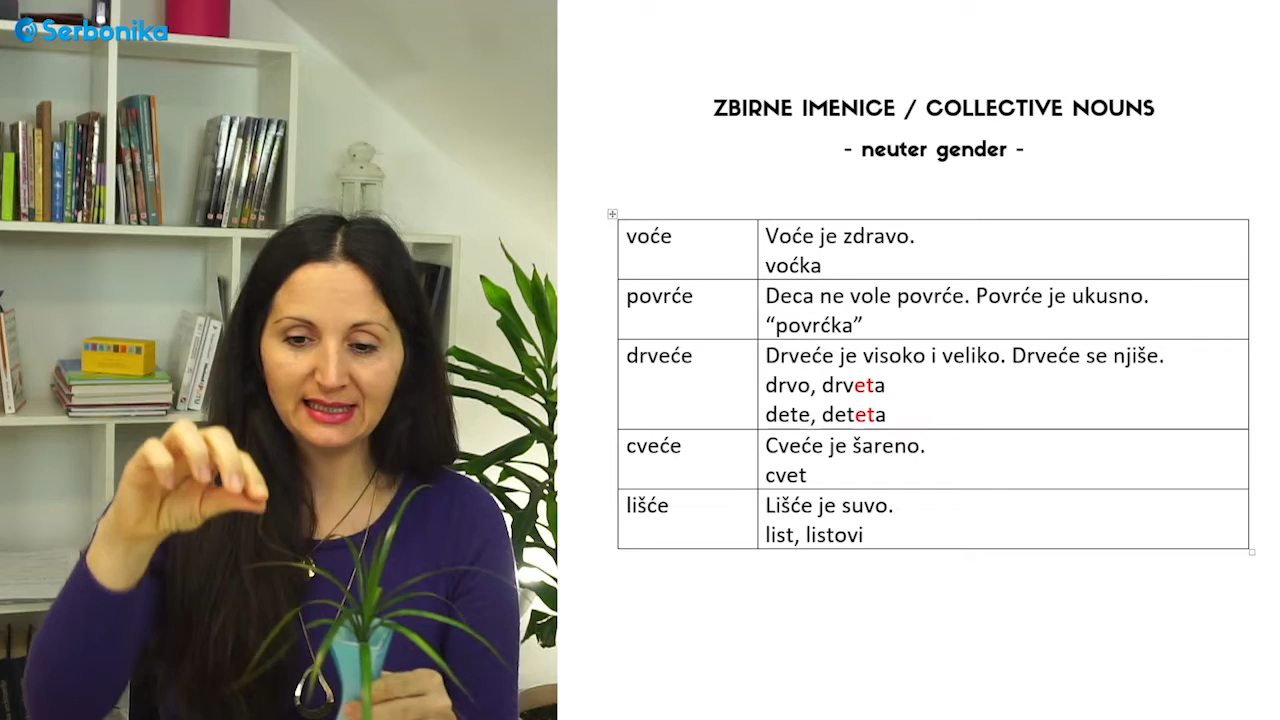 Serbonika
ZBIRNE IMENICE / COLLECTIVE NOUNS
- neuter gender -
voće
Voće je zdravo.
voćka
povrće
Deca ne vole povrće. Povrće je ukusno.
“povrćka”
drveće
Drveće je visoko i veliko. Drveće se njiše.
drvo, drveta
dete, deteta
cveće
Cveće je šareno.
cvet
lišće
Lišće je suvo.
list, listovi